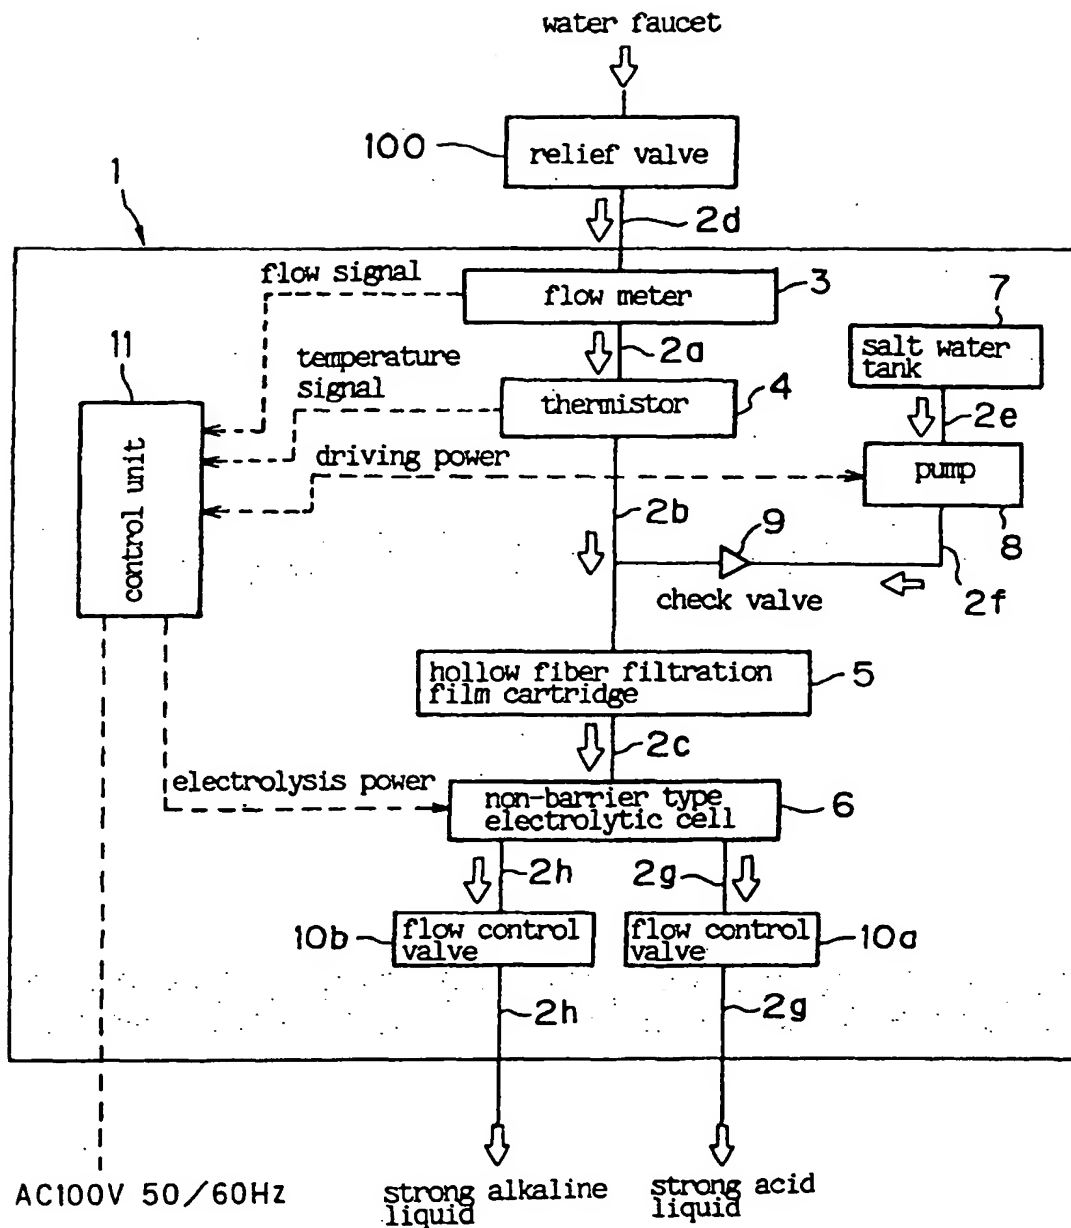 water faucet
100
relief valve
1
2d
flow signal
flow meter
3
7
11
2a
salt water
tank
temperature
signal
thermistor
4
2e
control unit
driving power
pump
2b
9
8
check valve
2f
hollow fiber filtration
film cartridge
5
2c
electrolysis power
non-barrier type
electrolytic cell
6
2h
2g
10b
flow control
valve
flow control
valve
10a
2h
2g
AC100V 50/60Hz
strong alkaline
liquid
strong acid
liquid